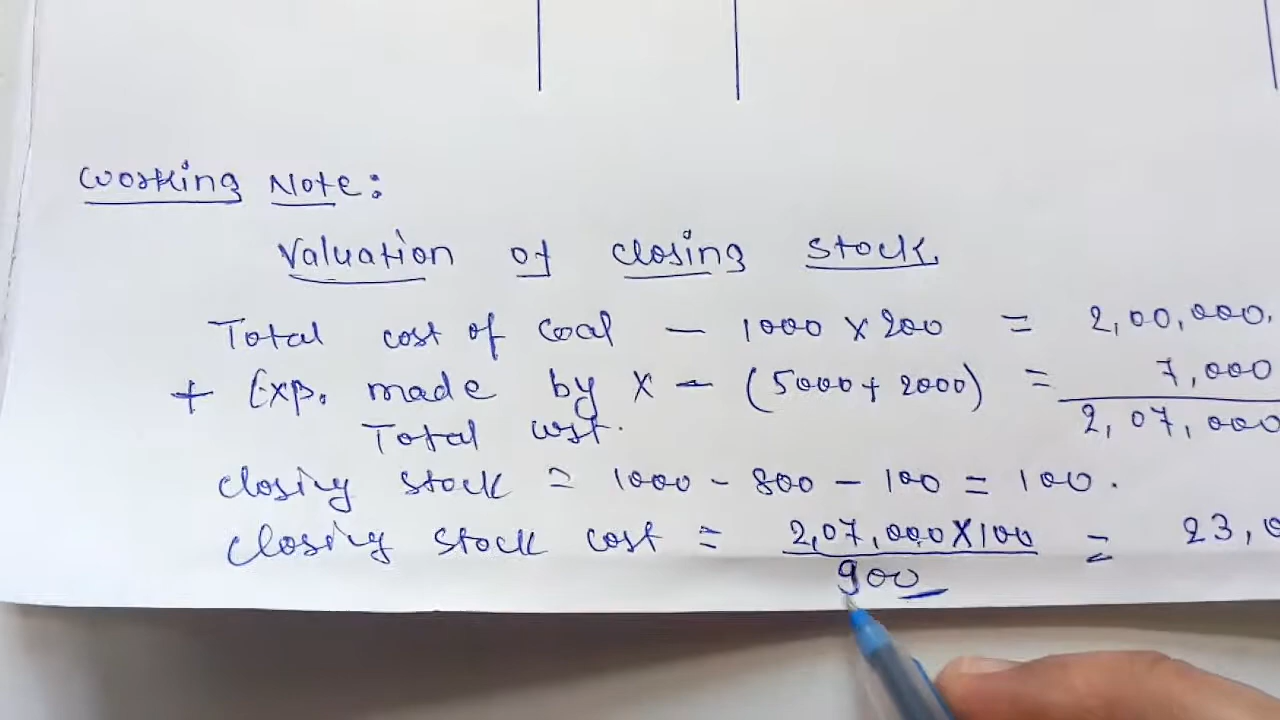 Working Note:
Valuation of closing stock
Total cost of coal - 1000 × 200 = 2,00,000
+ Exp. made by X - (5000 + 2000) = 7,000
Total cost. 2,07,000
closing stock = 1000 - 800 - 100 = 100.
closing stock cost = 2,07,000 × 100 = 23,0
900